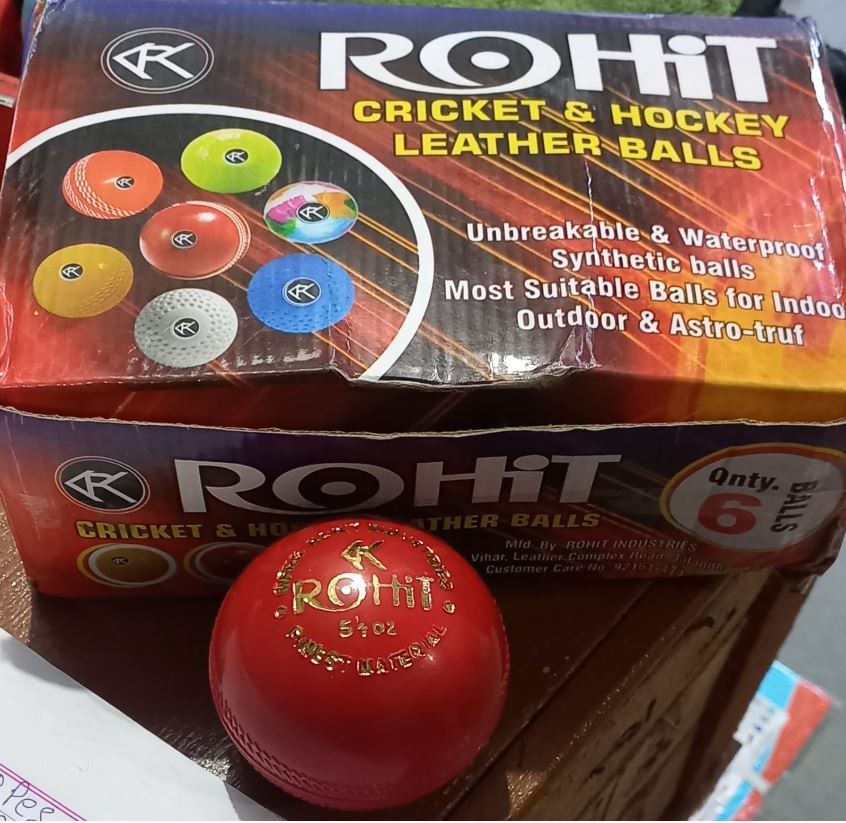 ROHiT
CRICKET & HOCKEY
LEATHER BALLS
Unbreakable & Waterproof
Synthetic balls
Most Suitable Balls for Indoo
Outdoor & Astro-truf
ROHiT
CRICKET & HO ATHER BALLS
Qnty.
6
BALLS
Mfd. By. ROHIT INDUSTRIES
Vihar, Leather Complex Road,
Customer Care No.
ROHiT
5½ OZ
FINEST MATERIAL